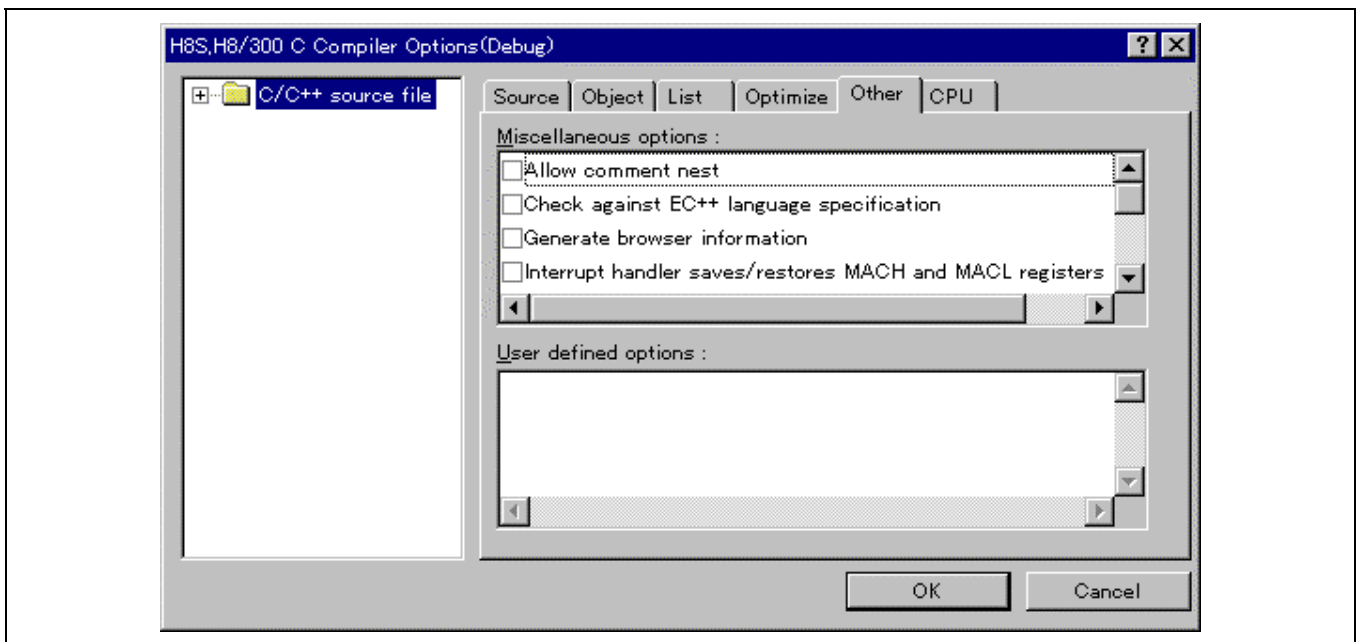 H8S,H8/300 C Compiler Options(Debug)
C/C++ source file
Source Object List Optimize Other CPU
Miscellaneous options :
Allow comment nest
Check against EC++ language specification
Generate browser information
Interrupt handler saves/restores MACH and MACL registers
User defined options :
OK Cancel